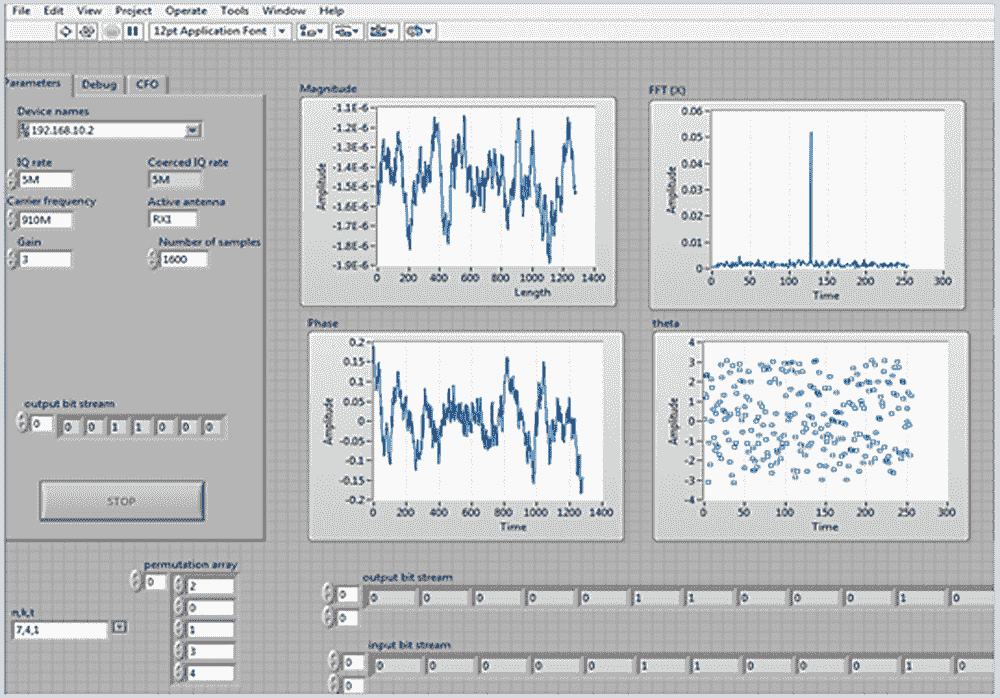 File Edit View Project Operate Tools Window Help
12pt Application Font
Parameters Debug CFO
Device names
192.168.10.2
IQ rate Coerced IQ rate
5M 5M
Carrier frequency Active antenna
910M RX1
Gain Number of samples
3 1600
output bit stream
0 0 0 1 1 0 0 0
STOP
Magnitude
-1.1E-6
-1.2E-6
-1.3E-6
-1.4E-6
-1.5E-6
-1.6E-6
-1.7E-6
-1.8E-6
-1.9E-6
Amplitude
0 200 400 600 800 1000 1200 1400
Length
FFT (X)
0.06
0.05
0.04
0.03
0.02
0.01
0
Amplitude
0 50 100 150 200 250 300
Time
Phase
0.2
0.15
0.1
0.05
0
-0.05
-0.1
-0.15
-0.2
Amplitude
0 200 400 600 800 1000 1200 1400
Time
theta
4
3
2
1
0
-1
-2
-3
-4
Amplitude
0 50 100 150 200 250 300
Time
permutation array
0 2
0
1
3
4
n,k,t
7,4,1
output bit stream
0 0 0 0 0 1 1 0 0 0 1 0
0
input bit stream
0 0 0 0 0 1 1 0 0 0 1 0
0